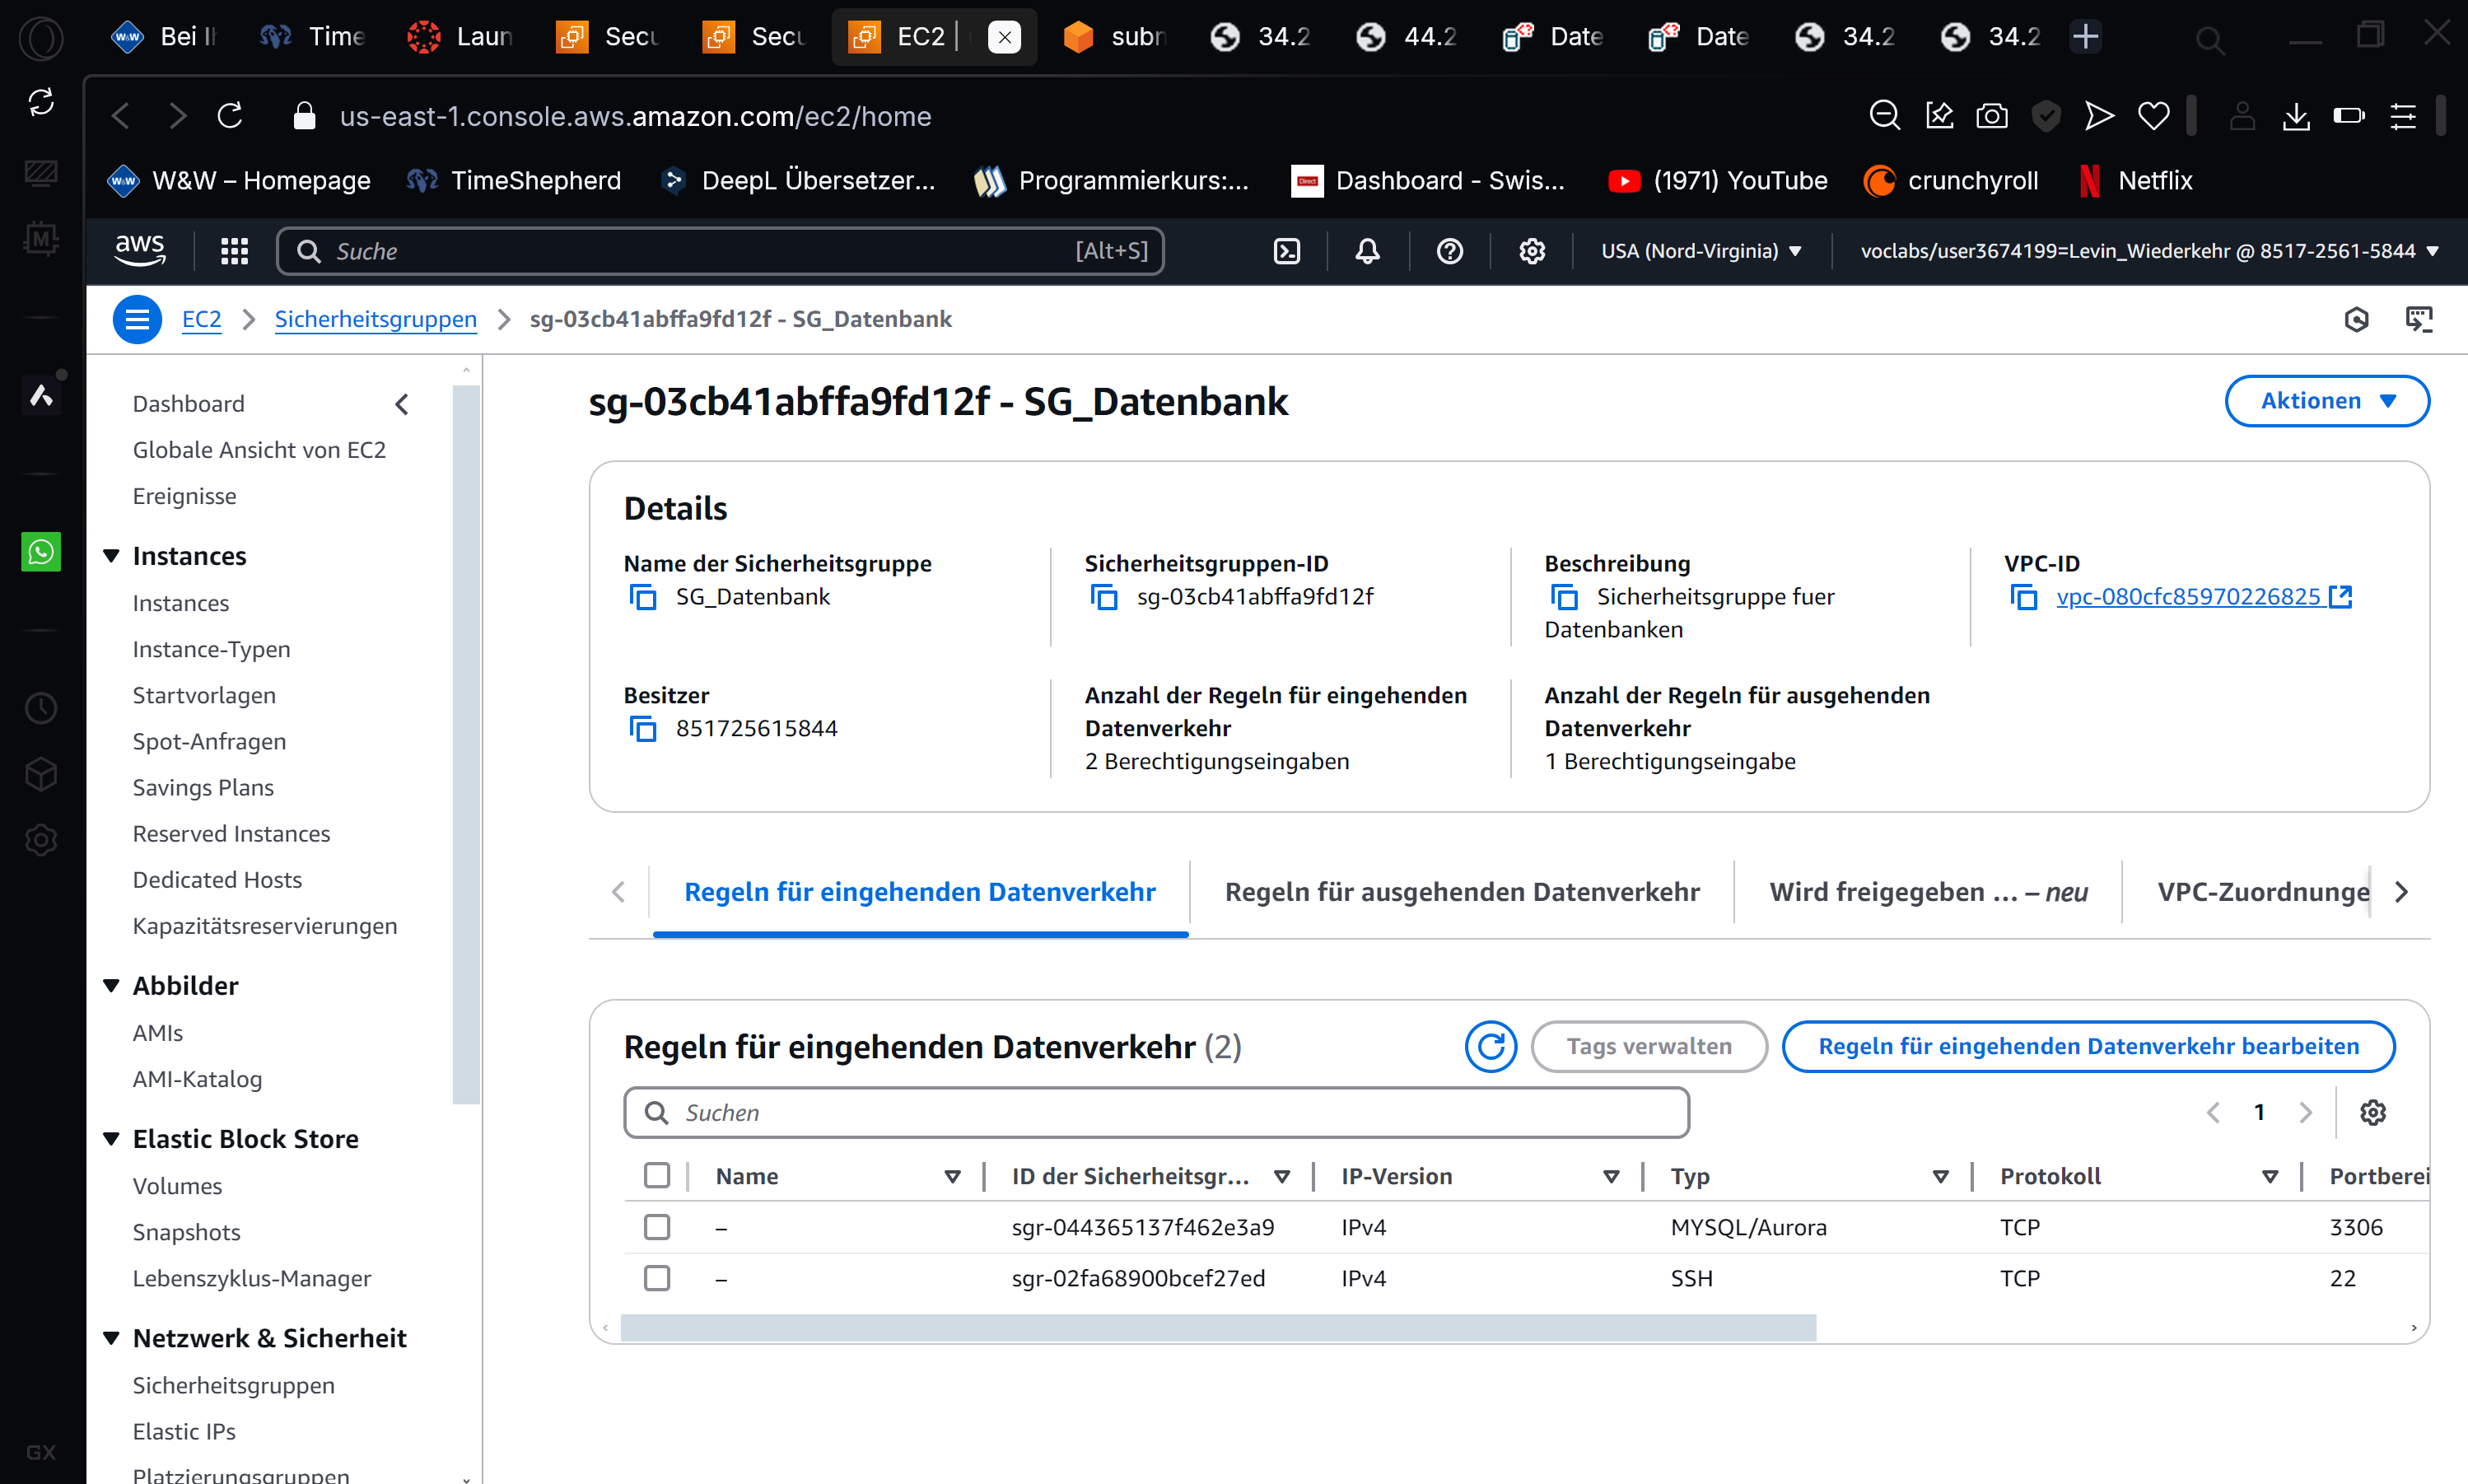 Bei Ih
Time
Laun
Secu
Secu
EC2
subn
34.2
44.2
Date
Date
34.2
34.2
us-east-1.console.aws.amazon.com/ec2/home
W&W – Homepage
TimeShepherd
DeepL Übersetzer...
Programmierkurs:...
Dashboard - Swis...
(1971) YouTube
crunchyroll
Netflix
aws
Suche
[Alt+S]
USA (Nord-Virginia)
voclabs/user3674199=Levin_Wiederkehr @ 8517-2561-5844
EC2
Sicherheitsgruppen
sg-03cb41abffa9fd12f - SG_Datenbank
Dashboard
Globale Ansicht von EC2
Ereignisse
Instances
Instances
Instance-Typen
Startvorlagen
Spot-Anfragen
Savings Plans
Reserved Instances
Dedicated Hosts
Kapazitätsreservierungen
Abbilder
AMIs
AMI-Katalog
Elastic Block Store
Volumes
Snapshots
Lebenszyklus-Manager
Netzwerk & Sicherheit
Sicherheitsgruppen
Elastic IPs
Platzierungsgruppen
GX
sg-03cb41abffa9fd12f - SG_Datenbank
Aktionen
Details
Name der Sicherheitsgruppe
SG_Datenbank
Sicherheitsgruppen-ID
sg-03cb41abffa9fd12f
Beschreibung
Sicherheitsgruppe fuer
Datenbanken
VPC-ID
vpc-080cfc85970226825
Besitzer
851725615844
Anzahl der Regeln für eingehenden
Datenverkehr
2 Berechtigungseingaben
Anzahl der Regeln für ausgehenden
Datenverkehr
1 Berechtigungseingabe
Regeln für eingehenden Datenverkehr
Regeln für ausgehenden Datenverkehr
Wird freigegeben ... – neu
VPC-Zuordnunge
Regeln für eingehenden Datenverkehr (2)
Tags verwalten
Regeln für eingehenden Datenverkehr bearbeiten
Suchen
1
Name
ID der Sicherheitsgr...
IP-Version
Typ
Protokoll
Portberei
– sgr-044365137f462e3a9 IPv4 MYSQL/Aurora TCP 3306
– sgr-02fa68900bcef27ed IPv4 SSH TCP 22